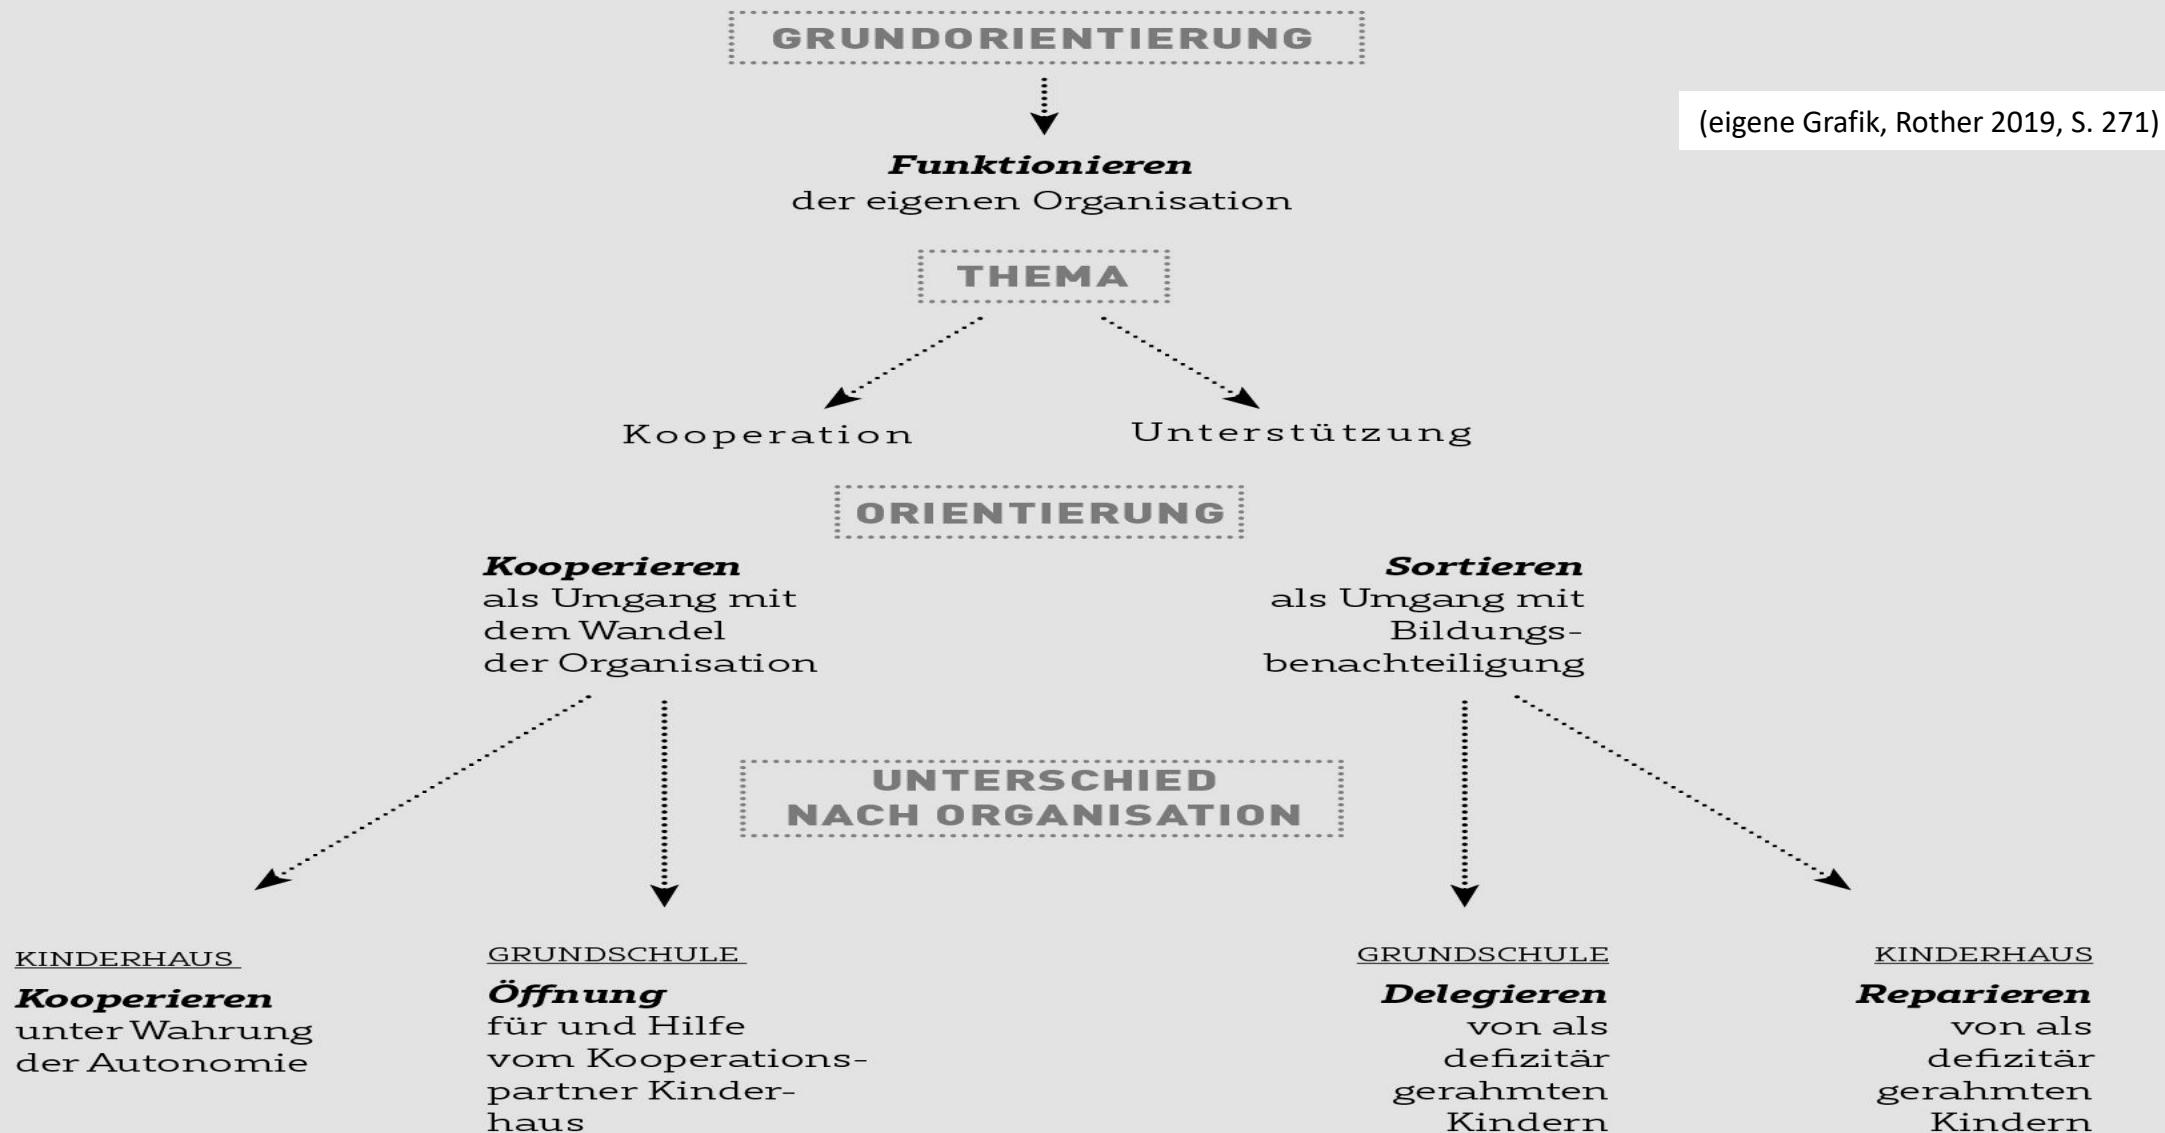 GRUNDORIENTIERUNG
(eigene Grafik, Rother 2019, S. 271)
Funktionieren
der eigenen Organisation
THEMA
Kooperation
Unterstützung
ORIENTIERUNG
Kooperieren
als Umgang mit
dem Wandel
der Organisation
Sortieren
als Umgang mit
Bildungs-
benachteiligung
UNTERSCHIED
NACH ORGANISATION
KINDERHAUS
Kooperieren
unter Wahrung
der Autonomie
GRUNDSCHULE
Öffnung
für und Hilfe
vom Kooperations-
partner Kinder-
haus
GRUNDSCHULE
Delegieren
von als
defizitär
gerahmten
Kindern
KINDERHAUS
Reparieren
von als
defizitär
gerahmten
Kindern